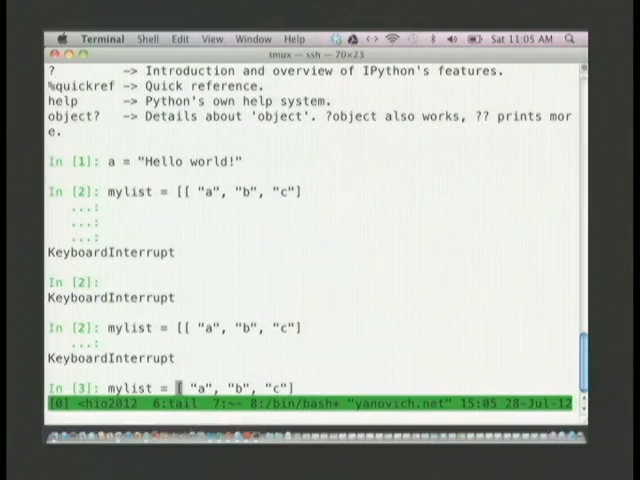 Terminal Shell Edit View Window Help Sat 11:05 AM
tmux — ssh — 70×23
? -> Introduction and overview of IPython's features.
%quickref -> Quick reference.
help -> Python's own help system.
object? -> Details about 'object'. ?object also works, ?? prints mor
e.
In [1]: a = "Hello world!"
In [2]: mylist = [[ "a", "b", "c"]
...:
...:
...:
KeyboardInterrupt
In [2]:
KeyboardInterrupt
In [2]: mylist = [[ "a", "b", "c"]
...:
KeyboardInterrupt
In [3]: mylist = [ "a", "b", "c"]
[0] <hio2012 6:tail 7:~- 8:/bin/bash* "yanovich.net" 15:05 28-Jul-12